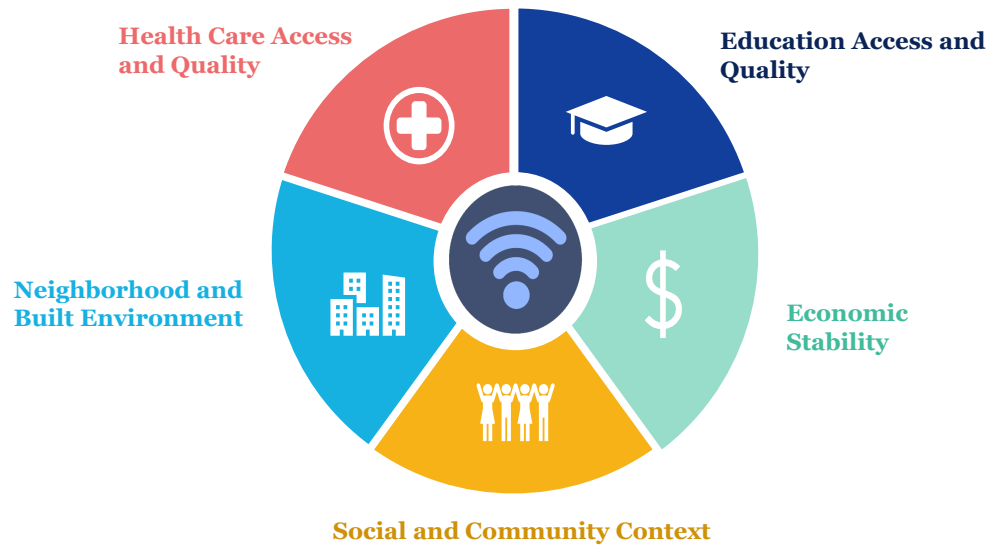 Health Care Access
and Quality
Education Access and
Quality
Neighborhood and
Built Environment
Economic
Stability
Social and Community Context